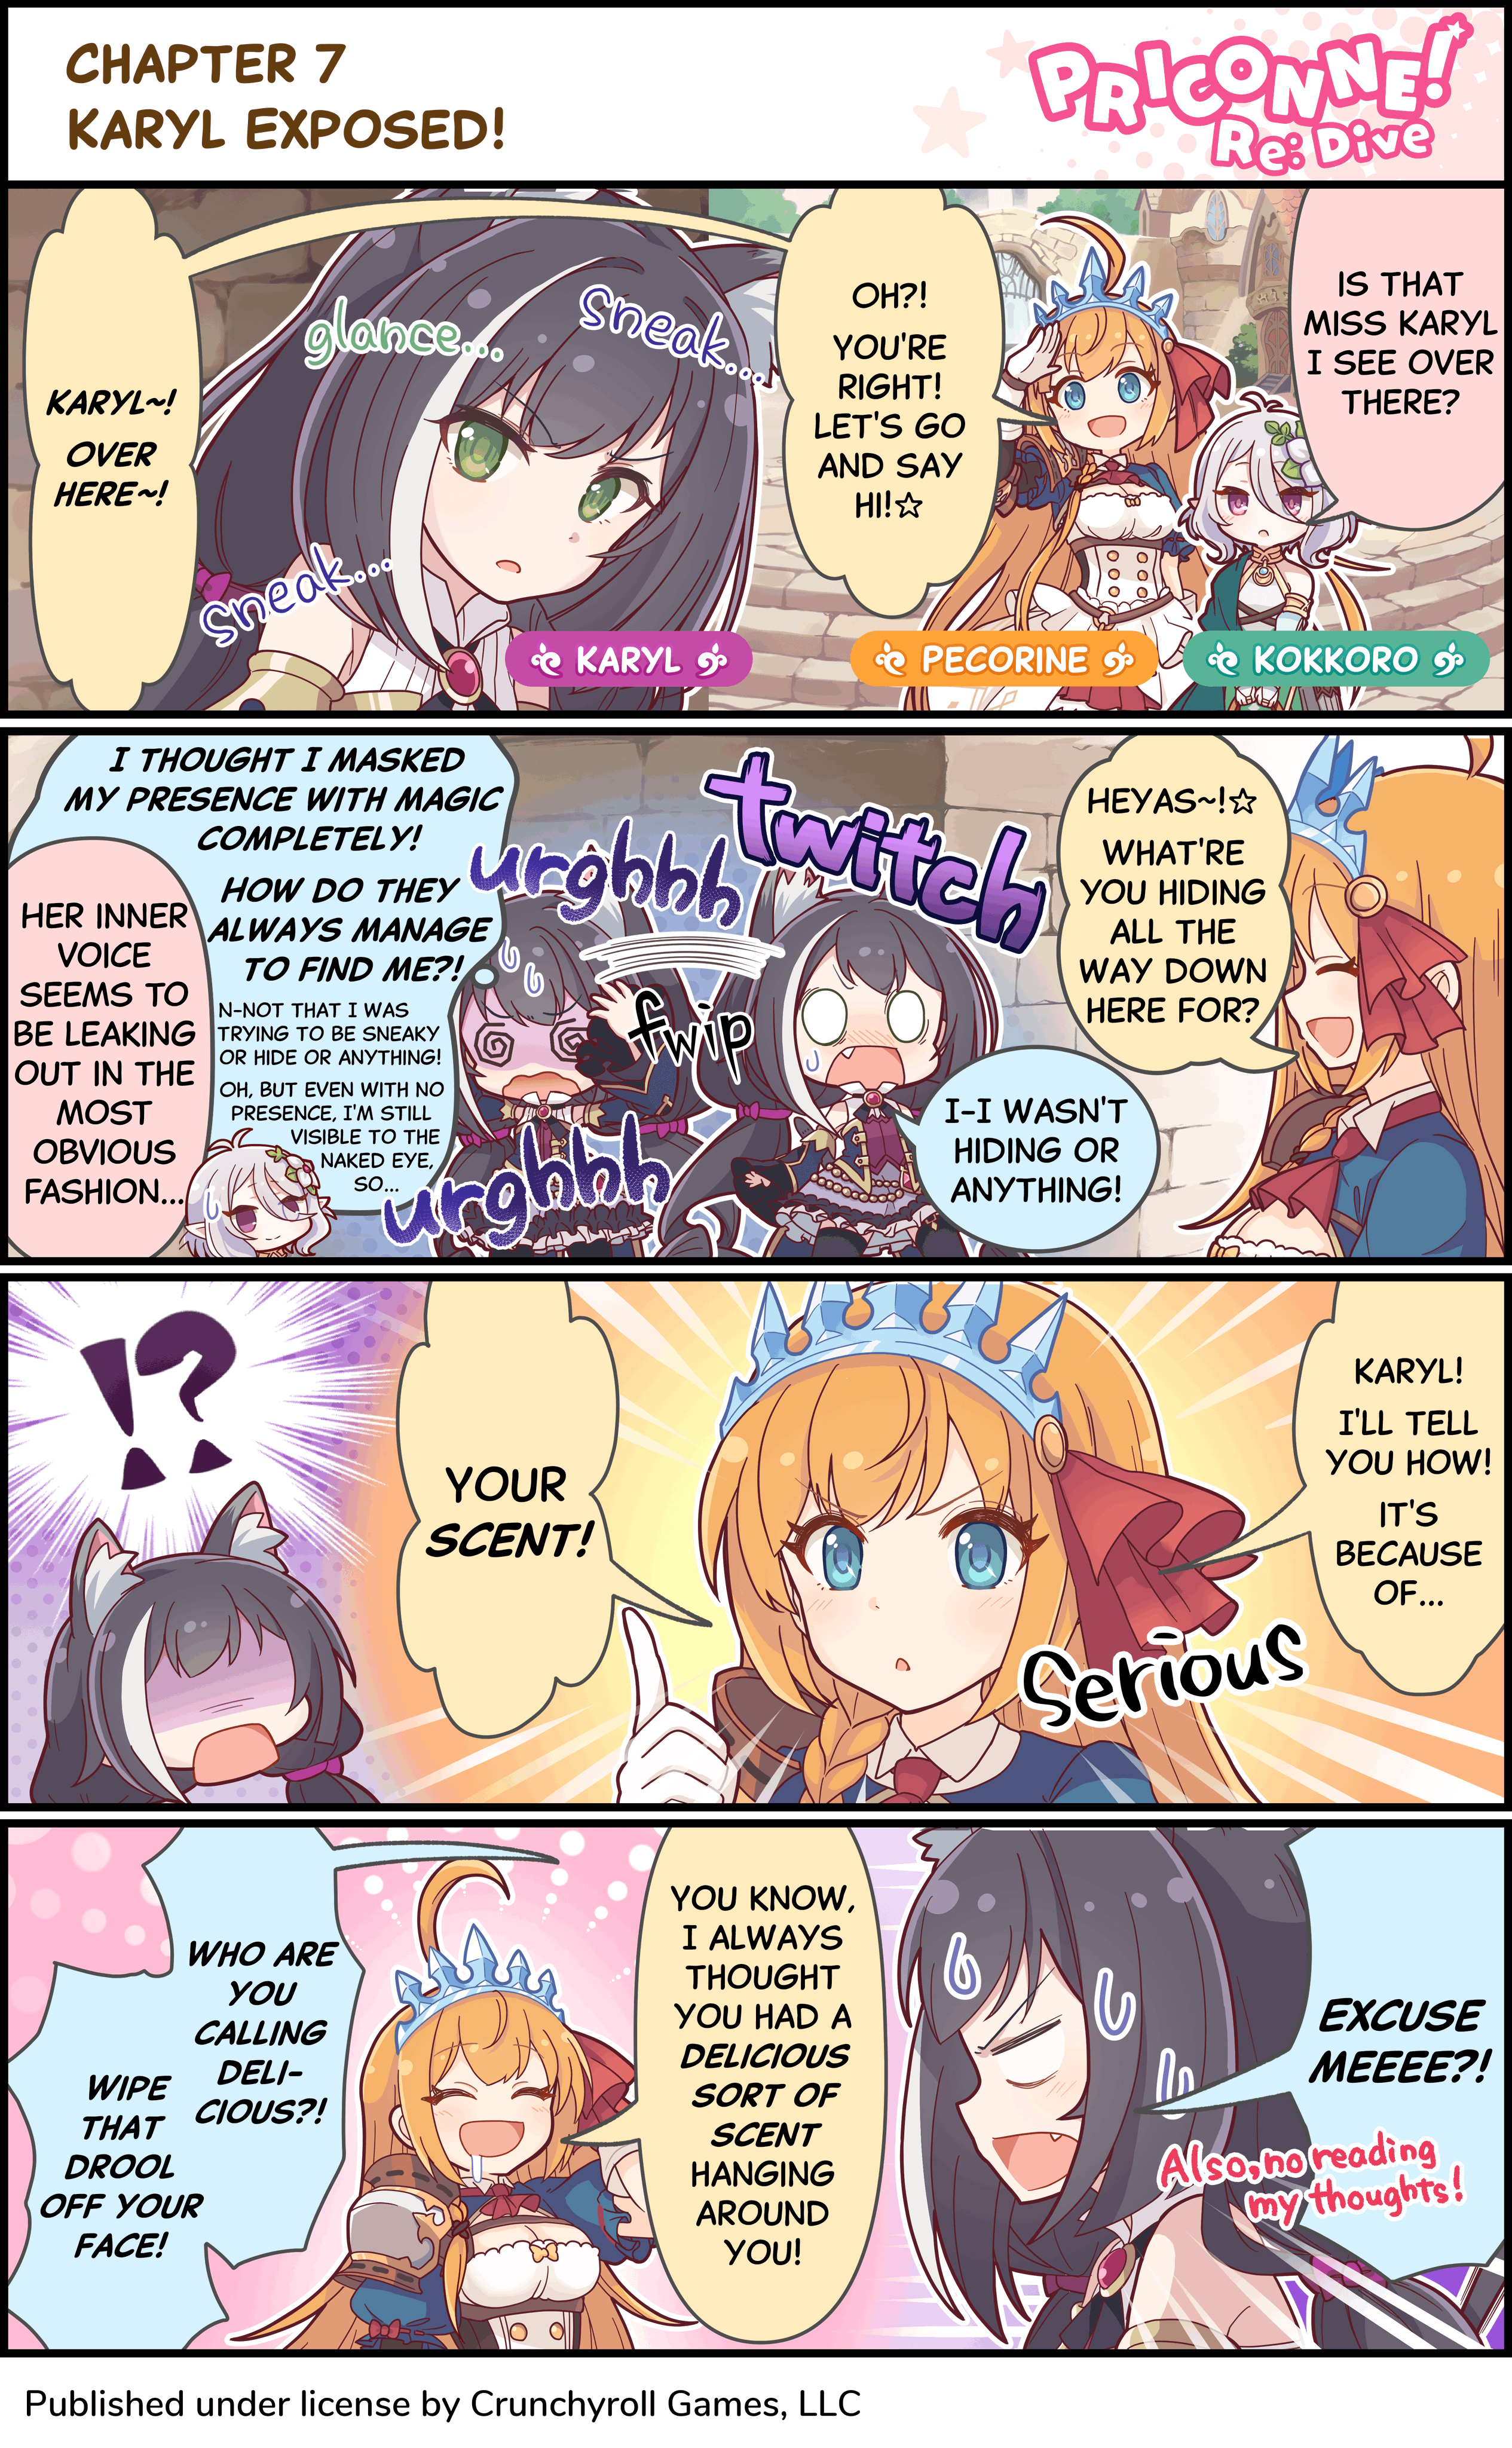 CHAPTER 7
KARYL EXPOSED!
PRICONNE!
Re: Dive
IS THAT
MISS KARYL
I SEE OVER
THERE?
OH?!
YOU'RE
RIGHT!
LET'S GO
AND SAY
HI!☆
KARYL~!
OVER
HERE~!
glance...
sneak...
sneak...
KARYL
PECORINE
KOKKORO
HEYAS~!☆
WHAT'RE
YOU HIDING
ALL THE
WAY DOWN
HERE FOR?
twitch
I-I WASN'T
HIDING OR
ANYTHING!
fwip
urghhh
urghhh
I THOUGHT I MASKED
MY PRESENCE WITH MAGIC
COMPLETELY!
HOW DO THEY
ALWAYS MANAGE
TO FIND ME?!
N-NOT THAT I WAS
TRYING TO BE SNEAKY
OR HIDE OR ANYTHING!
OH, BUT EVEN WITH NO
PRESENCE, I'M STILL
VISIBLE TO THE
NAKED EYE,
SO...
HER INNER
VOICE
SEEMS TO
BE LEAKING
OUT IN THE
MOST
OBVIOUS
FASHION...
KARYL!
I'LL TELL
YOU HOW!
IT'S
BECAUSE
OF...
serious
YOUR
SCENT!
!?
EXCUSE
MEEEE?!
Also, no reading
my thoughts!
YOU KNOW,
I ALWAYS
THOUGHT
YOU HAD A
DELICIOUS
SORT OF
SCENT
HANGING
AROUND
YOU!
WHO ARE
YOU
CALLING
DELI-
CIOUS?!
WIPE
THAT
DROOL
OFF YOUR
FACE!
Published under license by Crunchyroll Games, LLC